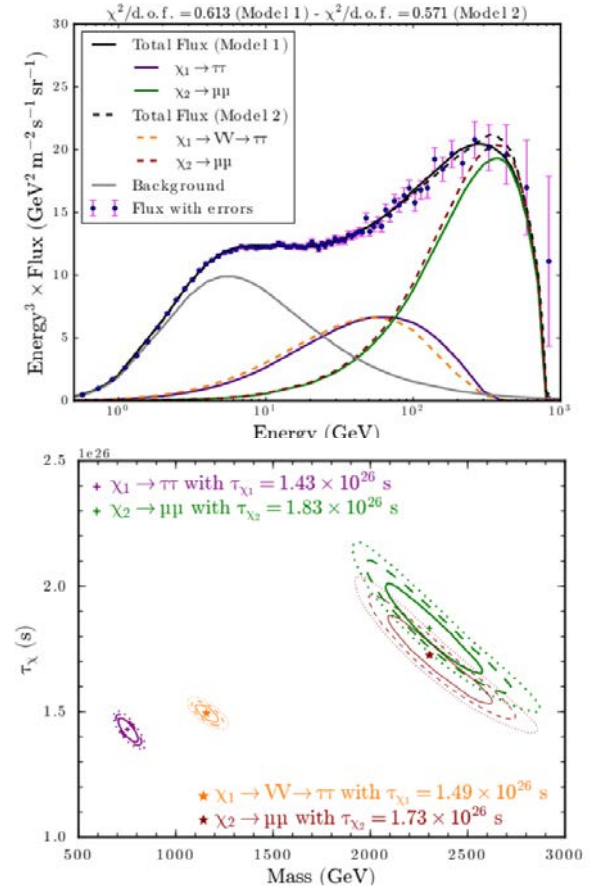 χ²/d.o.f. = 0.613 (Model 1) - χ²/d.o.f. = 0.571 (Model 2)
Energy³ × Flux (GeV² m⁻² s⁻¹ sr⁻¹)
30
25
20
15
10
5
0
Total Flux (Model 1)
χ₁ → ττ
χ₂ → μμ
Total Flux (Model 2)
χ₁ → VV → ττ
χ₂ → μμ
Background
Flux with errors
10⁰ 10¹ 10² 10³
Energy (GeV)
1e26
τχ (s)
2.5
2.0
1.5
1.0
χ₁ → ττ with τχ₁ = 1.43 × 10²⁶ s
χ₂ → μμ with τχ₂ = 1.83 × 10²⁶ s
χ₁ → VV → ττ with τχ₁ = 1.49 × 10²⁶ s
χ₂ → μμ with τχ₂ = 1.73 × 10²⁶ s
500 1000 1500 2000 2500 3000
Mass (GeV)